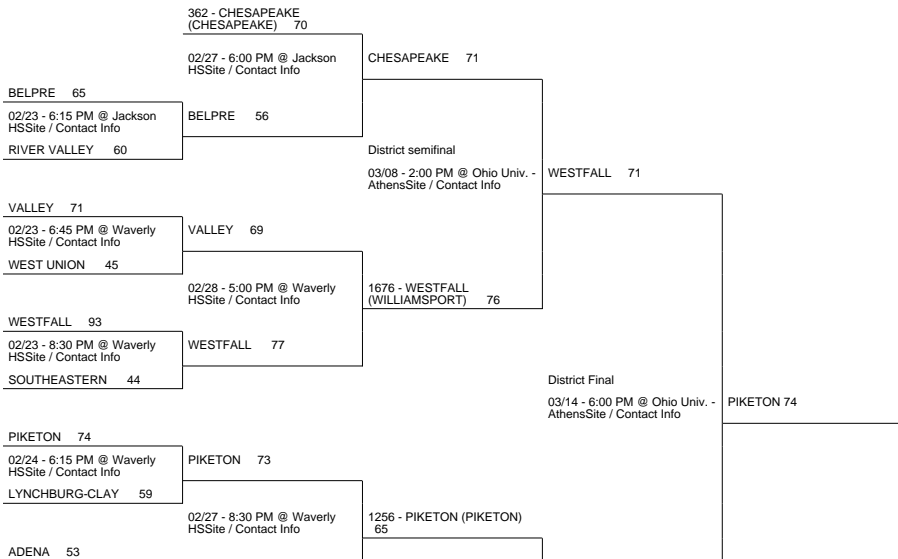 362 - CHESAPEAKE
(CHESAPEAKE) 70
02/27 - 6:00 PM @ Jackson
HSSite / Contact Info
CHESAPEAKE 71
BELPRE 65
02/23 - 6:15 PM @ Jackson
HSSite / Contact Info
BELPRE 56
RIVER VALLEY 60
District semifinal
03/08 - 2:00 PM @ Ohio Univ. -
AthensSite / Contact Info
WESTFALL 71
VALLEY 71
02/23 - 6:45 PM @ Waverly
HSSite / Contact Info
VALLEY 69
WEST UNION 45
02/28 - 5:00 PM @ Waverly
HSSite / Contact Info
1676 - WESTFALL
(WILLIAMSPORT) 76
WESTFALL 93
02/23 - 8:30 PM @ Waverly
HSSite / Contact Info
WESTFALL 77
SOUTHEASTERN 44
District Final
03/14 - 6:00 PM @ Ohio Univ. -
AthensSite / Contact Info
PIKETON 74
PIKETON 74
02/24 - 6:15 PM @ Waverly
HSSite / Contact Info
PIKETON 73
LYNCHBURG-CLAY 59
02/27 - 8:30 PM @ Waverly
HSSite / Contact Info
1256 - PIKETON (PIKETON)
65
ADENA 53